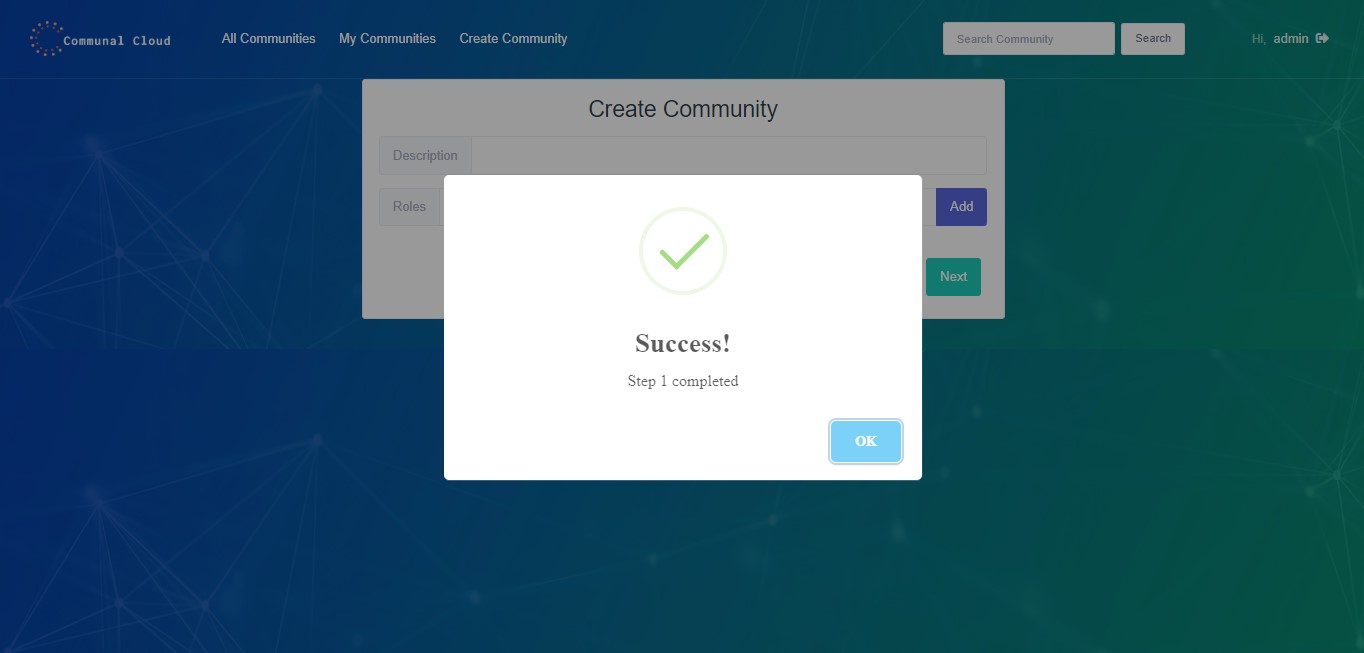 Communal Cloud
All Communities
My Communities
Create Community
Search Community
Search
Hi, admin
Create Community
Description
Roles
Add
Next
Success!
Step 1 completed
OK